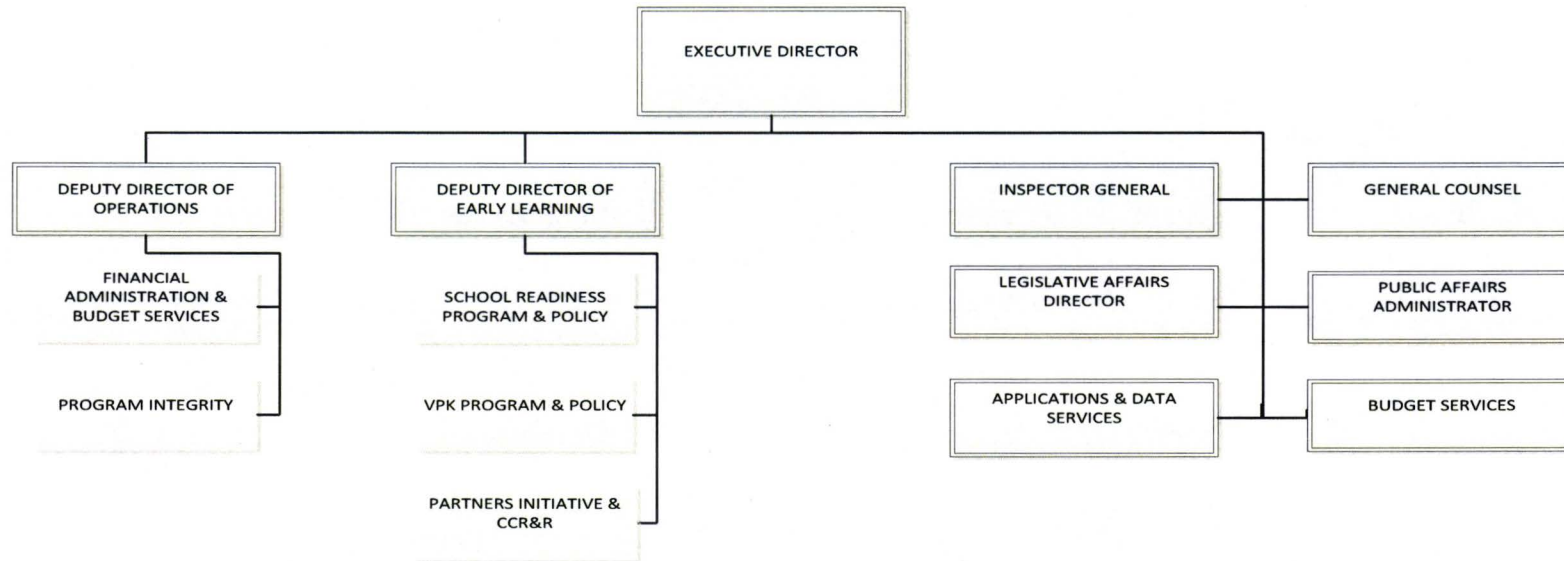 EXECUTIVE DIRECTOR
DEPUTY DIRECTOR OF
OPERATIONS
DEPUTY DIRECTOR OF
EARLY LEARNING
INSPECTOR GENERAL
GENERAL COUNSEL
FINANCIAL
ADMINISTRATION &
BUDGET SERVICES
SCHOOL READINESS
PROGRAM & POLICY
LEGISLATIVE AFFAIRS
DIRECTOR
PUBLIC AFFAIRS
ADMINISTRATOR
PROGRAM INTEGRITY
VPK PROGRAM & POLICY
APPLICATIONS & DATA
SERVICES
BUDGET SERVICES
PARTNERS INITIATIVE &
CCR&R